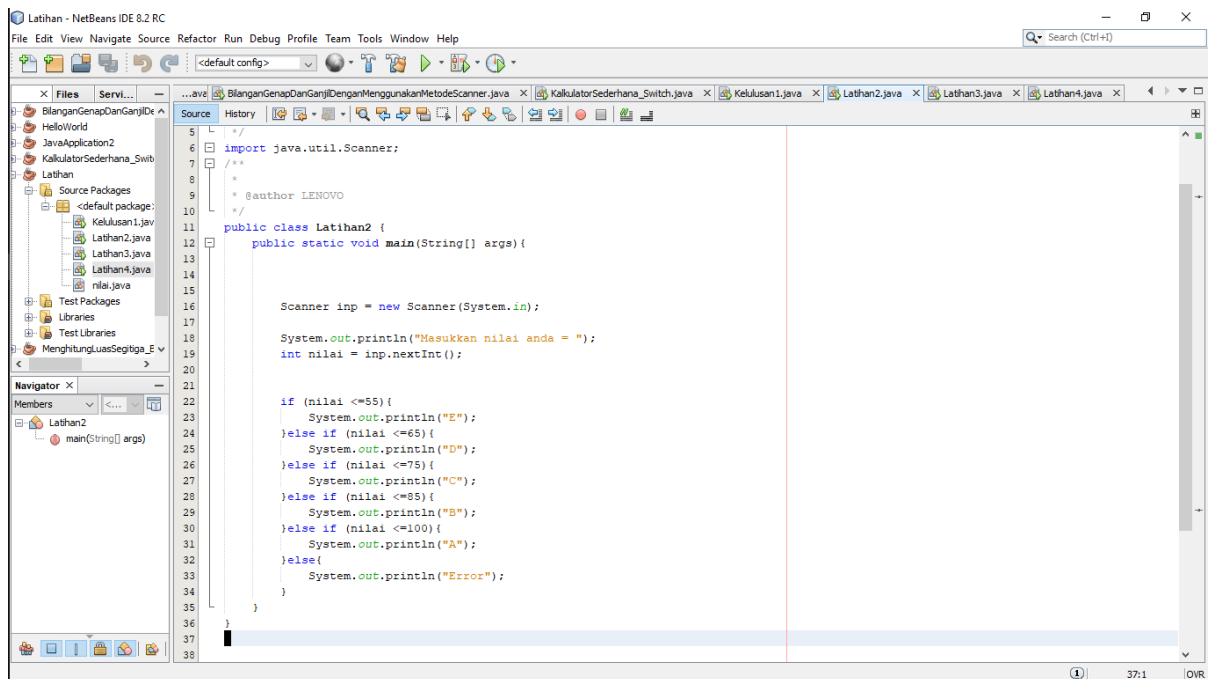 Latihan - NetBeans IDE 8.2 RC
File Edit View Navigate Source Refactor Run Debug Profile Team Tools Window Help
Search (Ctrl+I)
<default config>
Files Servi...
...ava BilanganGenapDanGanjilDenganMenggunakanMetodeScanner.java KalkulatorSederhana_Switch.java Kelulusan1.java Latihan2.java Latihan3.java Latihan4.java
Source History
BilanganGenapDanGanjilDe
HelloWorld
JavaApplication2
KalkulatorSederhana_Swit
Latihan
Source Packages
<default package>
Kelulusan1.jav
Latihan2.java
Latihan3.java
Latihan4.java
nilai.java
Test Packages
Libraries
Test Libraries
MenghitungLuasSegitiga_B
Navigator
Members <...
Latihan2
main(String[] args)
5 */
6 import java.util.Scanner;
7 /**
8 *
9 * @author LENOVO
10 */
11 public class Latihan2 {
12 public static void main(String[] args){
13
14
15
16 Scanner inp = new Scanner(System.in);
17
18 System.out.println("Masukkan nilai anda = ");
19 int nilai = inp.nextInt();
20
21
22 if (nilai <=55){
23 System.out.println("E");
24 }else if (nilai <=65){
25 System.out.println("D");
26 }else if (nilai <=75){
27 System.out.println("C");
28 }else if (nilai <=85){
29 System.out.println("B");
30 }else if (nilai <=100){
31 System.out.println("A");
32 }else{
33 System.out.println("Error");
34 }
35 }
36 }
37
38
1 37:1 OVR